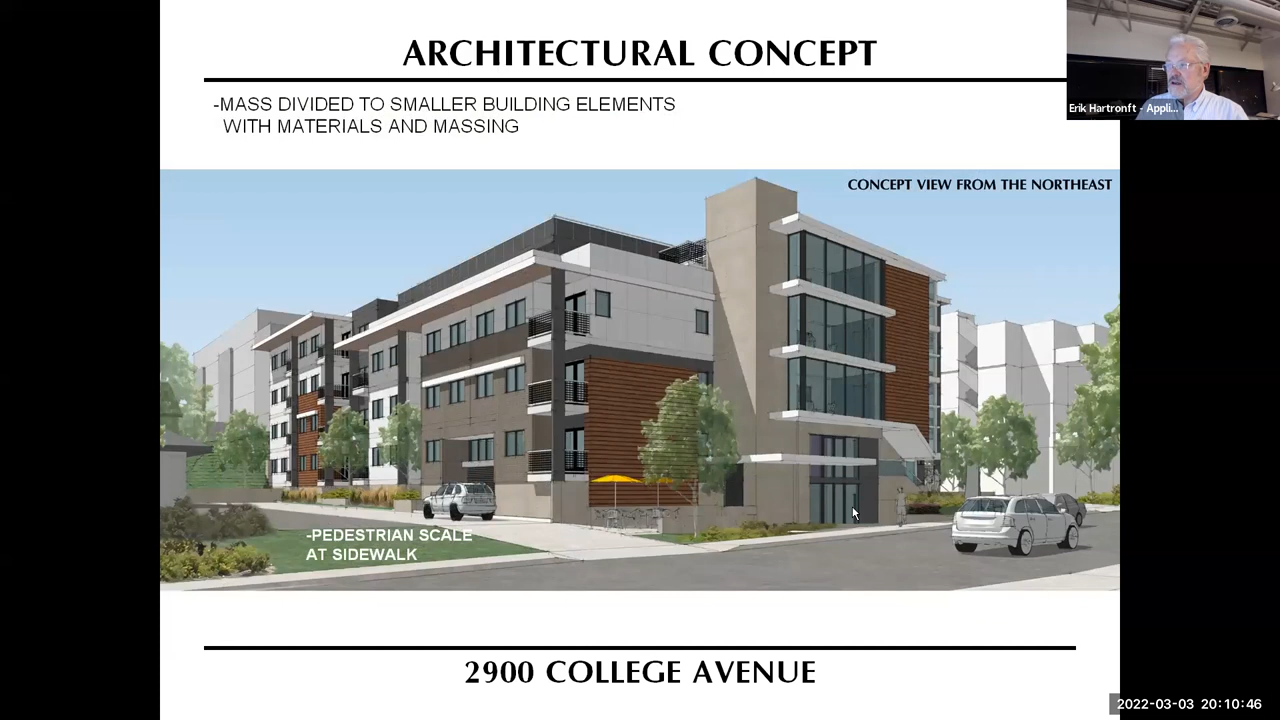 ARCHITECTURAL CONCEPT
-MASS DIVIDED TO SMALLER BUILDING ELEMENTS
WITH MATERIALS AND MASSING
Erik Hartronft - Appli...
CONCEPT VIEW FROM THE NORTHEAST
-PEDESTRIAN SCALE
AT SIDEWALK
2900 COLLEGE AVENUE
2022-03-03 20:10:46